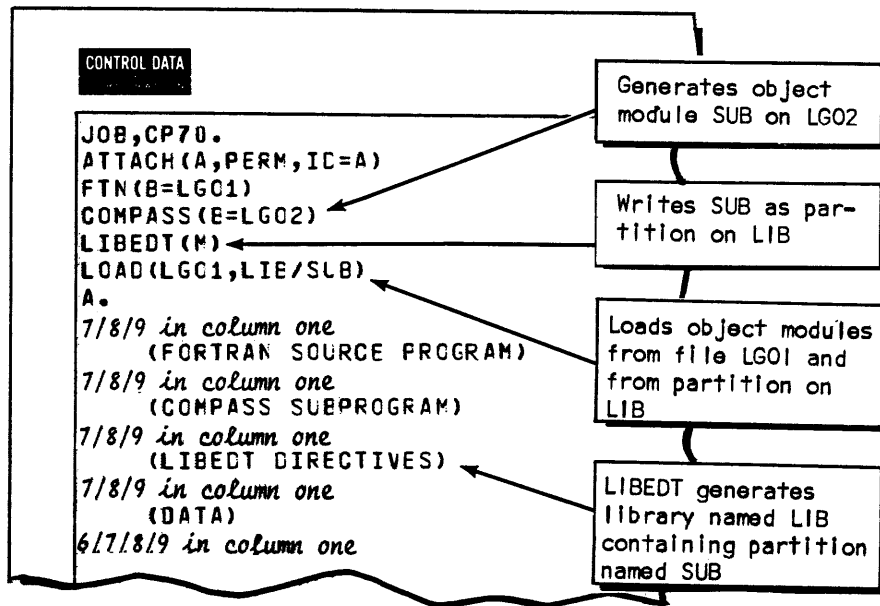 CONTROL DATA
JOB,CP70.
ATTACH(A,PERM,ID=A)
FTN(B=LGO1)
COMPASS(B=LGO2)
LIBEDT(M)
LOAD(LGO1,LIB/SUB)
A.
7/8/9 in column one
(FORTRAN SOURCE PROGRAM)
7/8/9 in column one
(COMPASS SUBPROGRAM)
7/8/9 in column one
(LIBEDT DIRECTIVES)
7/8/9 in column one
(DATA)
6/7/8/9 in column one
Generates object
module SUB on LGO2
Writes SUB as par-
tition on LIB
Loads object modules
from file LGO1 and
from partition on
LIB
LIBEDT generates
library named LIB
containing partition
named SUB